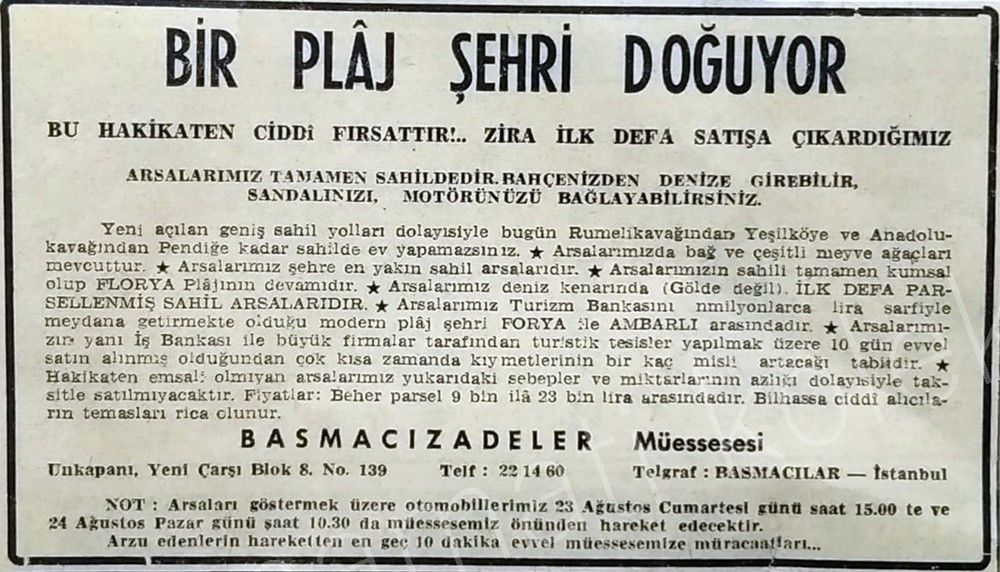 BİR PLÂJ ŞEHRİ DOĞUYOR
BU HAKİKATEN CİDDÎ FIRSATTIR!.. ZİRA İLK DEFA SATIŞA ÇIKARDIĞIMIZ
ARSALARIMIZ TAMAMEN SAHİLDEDİR. BAHÇENİZDEN DENİZE GİREBİLİR,
SANDALINIZI, MOTÖRÜNÜZÜ BAĞLAYABİLİRSİNİZ.
Yeni açılan geniş sahil yolları dolayısiyle bugün Rumelikavağından Yeşilköye ve Anadolu-
kavağından Pendiğe kadar sahilde ev yapamazsınız. ★ Arsalarımızda bağ ve çeşitli meyve ağaçları
mevcuttur. ★ Arsalarımız şehre en yakın sahil arsalarıdır. ★ Arsalarımızın sahili tamamen kumsal
olup FLORYA Plâjının devamıdır. ★ Arsalarımız deniz kenarında (Gölde değil). İLK DEFA PAR-
SELLENMİŞ SAHİL ARSALARIDIR. ★ Arsalarımız Turizm Bankasını nmilyonlarca lira sarfiyle
meydana getirmekte olduğu modern plâj şehri FORYA ile AMBARLI arasındadır. ★ Arsalarımı-
zın yanı İş Bankası ile büyük firmalar tarafından turistik tesisler yapılmak üzere 10 gün evvel
satın alınmış olduğundan çok kısa zamanda kıymetlerinin bir kaç misli artacağı tabiîdir. ★
Hakikaten emsali olmıyan arsalarımız yukarıdaki sebepler ve miktarlarının azlığı dolayısiyle tak-
sitle satılmıyacaktır. Fiyatlar: Beher parsel 9 bin ilâ 23 bin lira arasındadır. Bilhassa ciddî alıcıla-
rın temasları rica olunur.
BASMACIZADELER Müessesesi
Unkapanı, Yeni Çarşı Blok 8. No. 139 Telf : 22 14 60 Telgraf : BASMACILAR — İstanbul
NOT : Arsaları göstermek üzere otomobillerimiz 23 Ağustos Cumartesi günü saat 15.00 te ve
24 Ağustos Pazar günü şaat 10.30 da müessesemiz önünden hareket edecektir.
Arzu edenlerin hareketten en geç 10 dakika evvel müessesemize müracaatları...